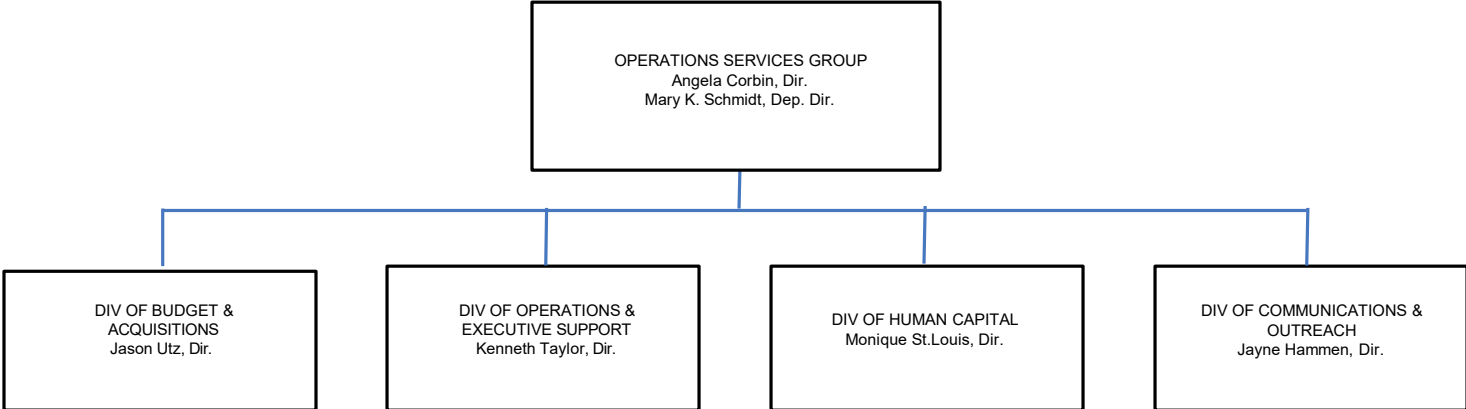 OPERATIONS SERVICES GROUP
Angela Corbin, Dir.
Mary K. Schmidt, Dep. Dir.
DIV OF BUDGET &
ACQUISITIONS
Jason Utz, Dir.
DIV OF OPERATIONS &
EXECUTIVE SUPPORT
Kenneth Taylor, Dir.
DIV OF HUMAN CAPITAL
Monique St.Louis, Dir.
DIV OF COMMUNICATIONS &
OUTREACH
Jayne Hammen, Dir.